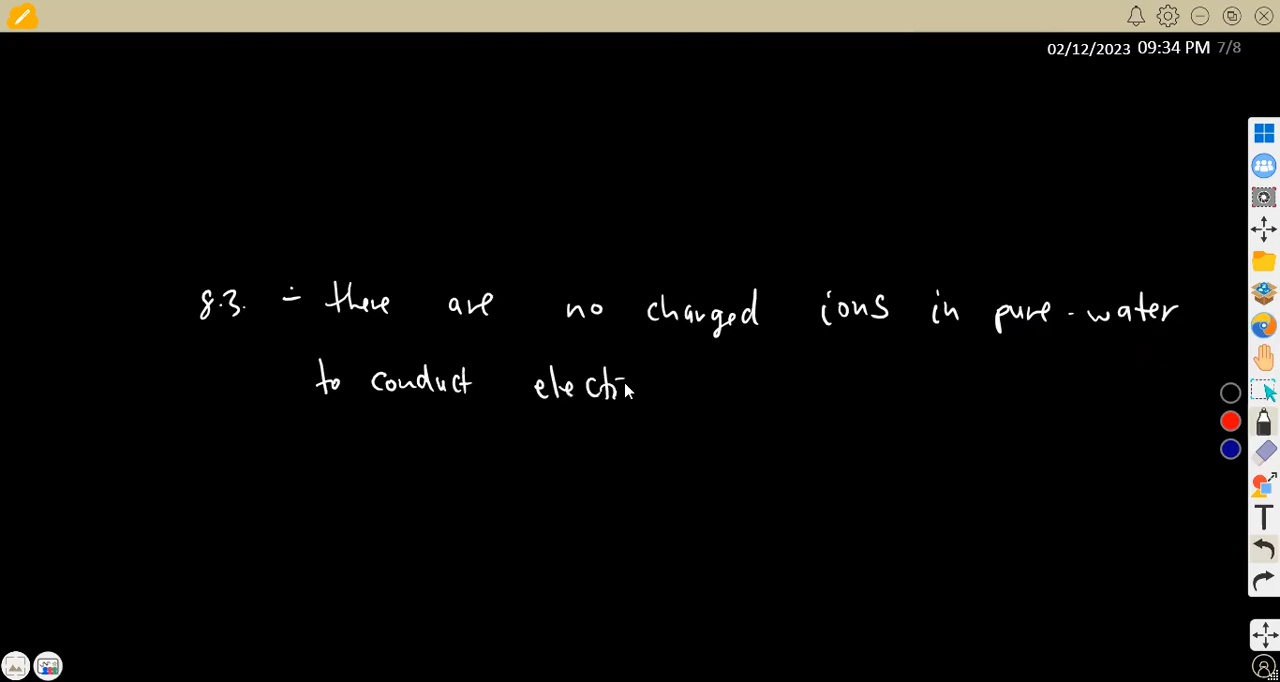 02/12/2023 09:34 PM 7/8
8.3. - there are no charged ions in pure-water
to conduct electr
T